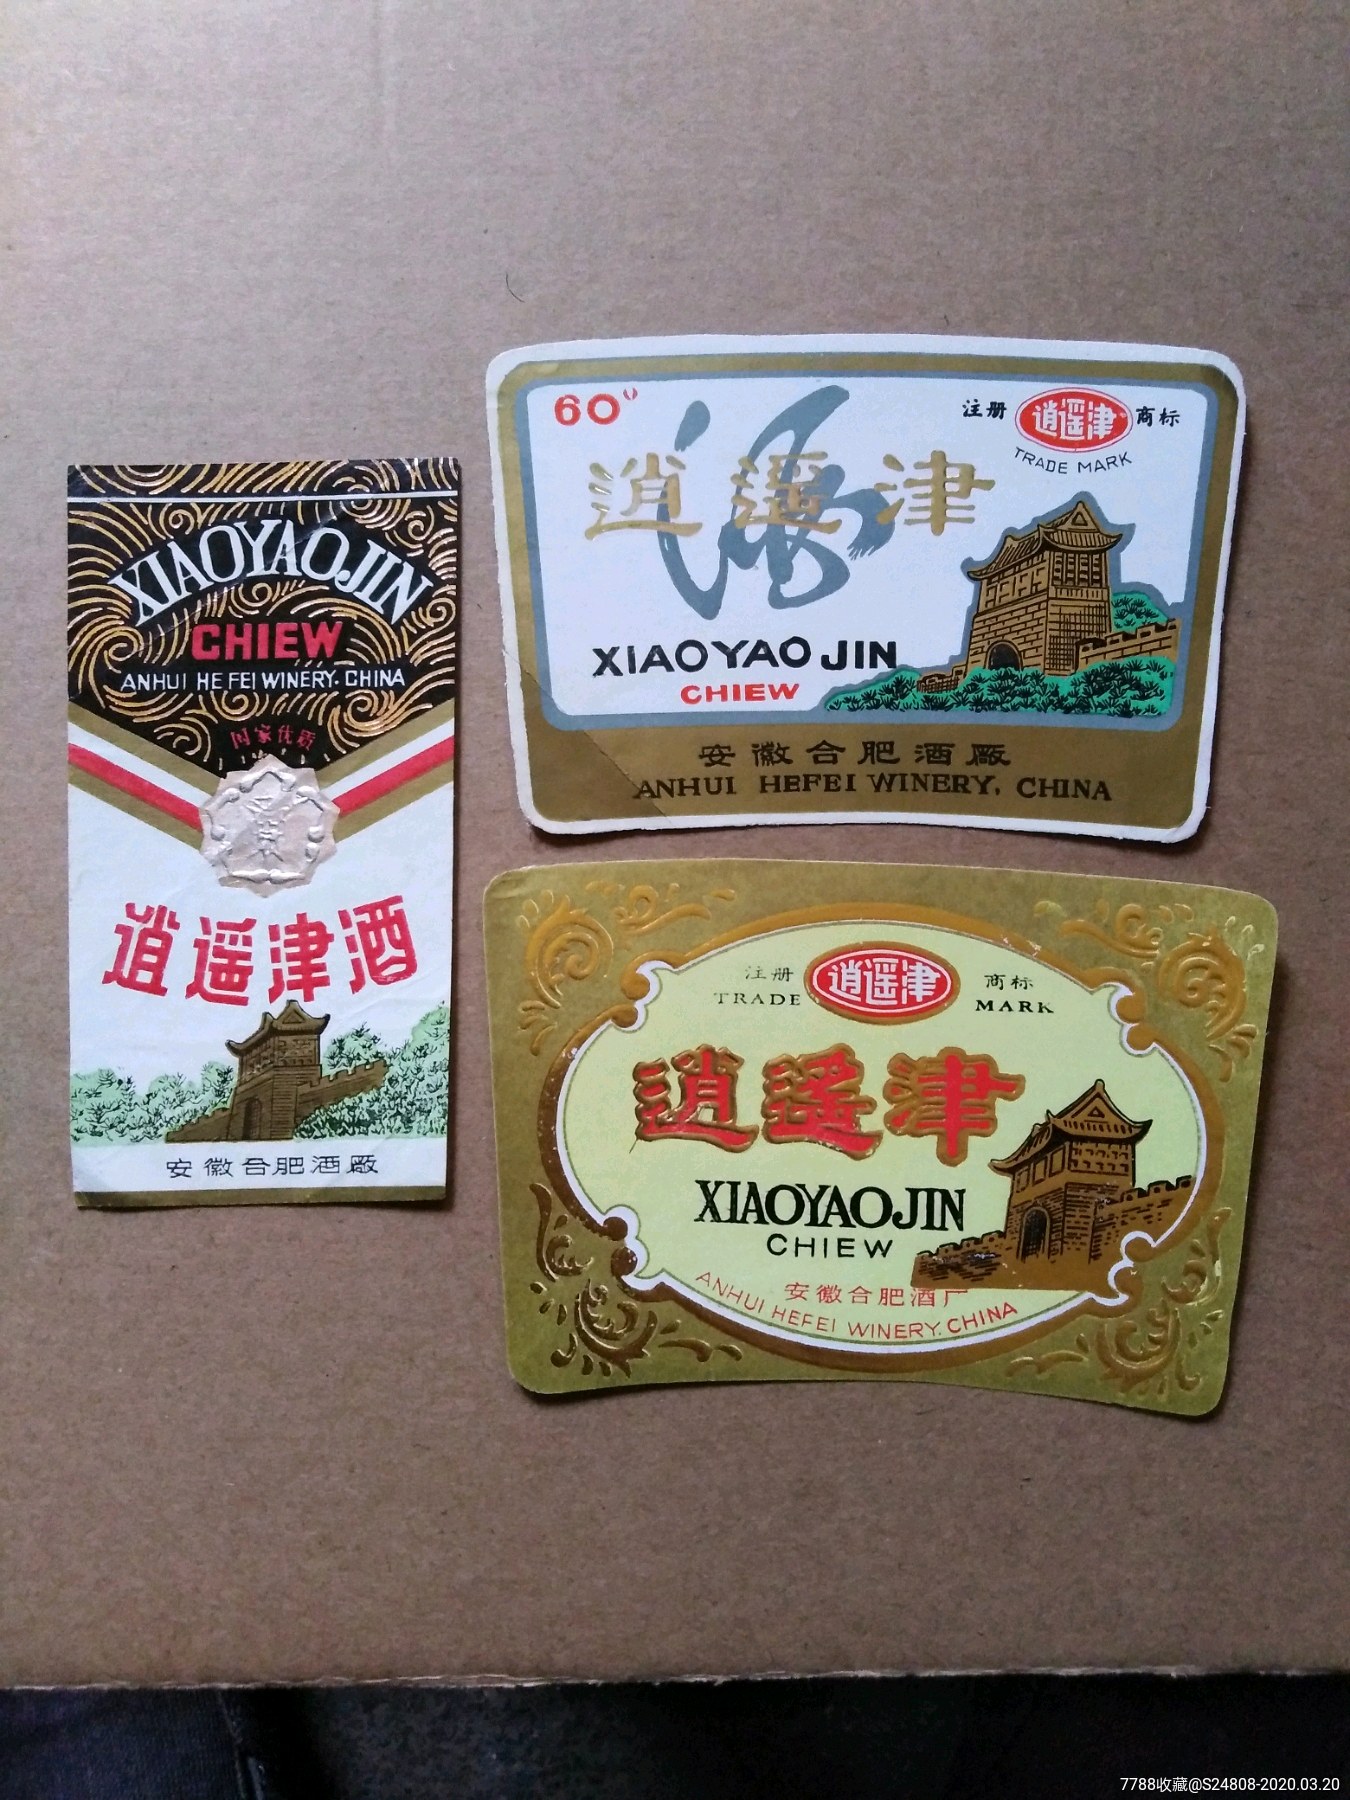 XIAOYAOJIN
CHIEW
ANHUI HE FEI WINERY. CHINA
国家优质
逍遥津酒
安徽合肥酒廠
60°
注册 逍遥津 商标
TRADE MARK
酒
逍遥津
XIAOYAO JIN
CHIEW
安徽合肥酒廠
ANHUI HEFEI WINERY, CHINA
注册 逍遥津 商标
TRADE MARK
逍遥津
XIAOYAOJIN
CHIEW
安徽合肥酒厂
ANHUI HEFEI WINERY. CHINA
7788收藏@S24808-2020.03.20